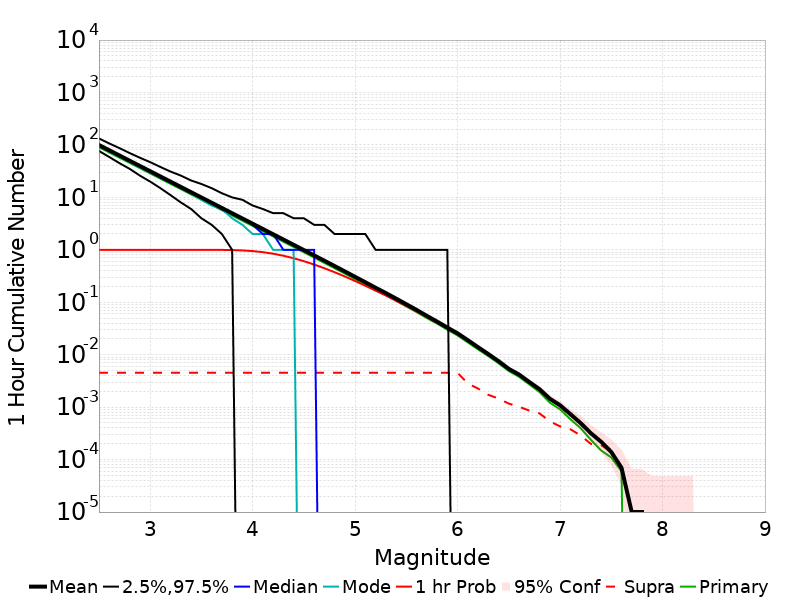 10^4
10^3
10^2
10^1
10^0
10^-1
10^-2
10^-3
10^-4
10^-5
1 Hour Cumulative Number
3 4 5 6 7 8 9
Magnitude
Mean 2.5%,97.5% Median Mode 1 hr Prob 95% Conf Supra Primary